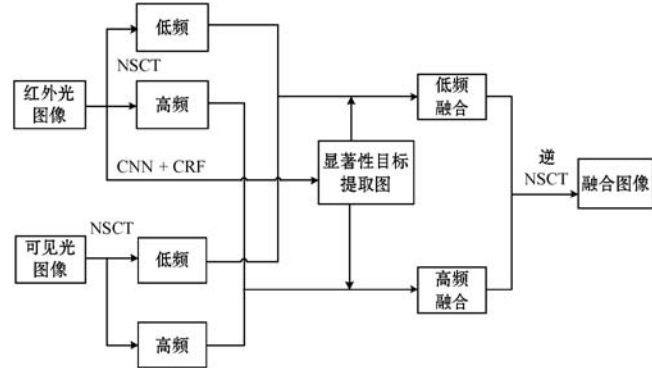 低频
NSCT
红外光
图像
高频
CNN + CRF
显著性目标
提取图
低频
融合
逆
NSCT
融合图像
NSCT
可见光
图像
低频
高频
融合
高频